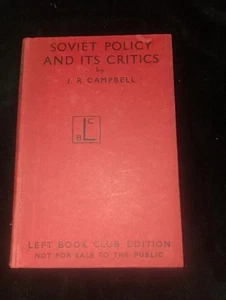 SOVIET POLICY
AND ITS CRITICS
by
J. R. CAMPBELL
L B C
LEFT BOOK CLUB EDITION
NOT FOR SALE TO THE PUBLIC